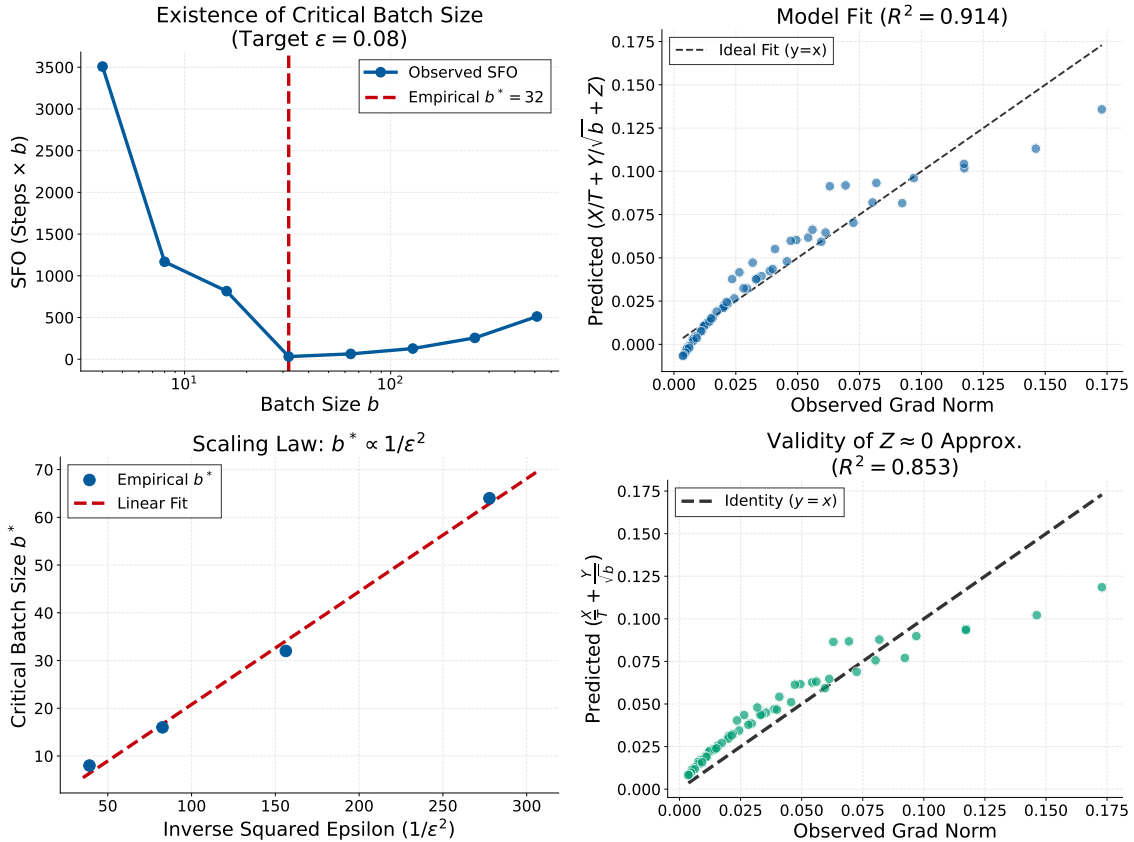 Existence of Critical Batch Size
(Target ε = 0.08)
3500
3000
2500
2000
1500
1000
500
0
SFO (Steps × b)
Observed SFO
Empirical b* = 32
10¹
10²
Batch Size b
Model Fit (R² = 0.914)
0.175
0.150
0.125
0.100
0.075
0.050
0.025
0.000
Predicted (X/T + Y/√b + Z)
Ideal Fit (y=x)
0.000
0.025
0.050
0.075
0.100
0.125
0.150
0.175
Observed Grad Norm
Scaling Law: b* ∝ 1/ε²
70
60
50
40
30
20
10
Critical Batch Size b*
Empirical b*
Linear Fit
50
100
150
200
250
300
Inverse Squared Epsilon (1/ε²)
Validity of Z ≈ 0 Approx.
(R² = 0.853)
0.175
0.150
0.125
0.100
0.075
0.050
0.025
0.000
Predicted (X/T + Y/√b)
Identity (y = x)
0.000
0.025
0.050
0.075
0.100
0.125
0.150
0.175
Observed Grad Norm